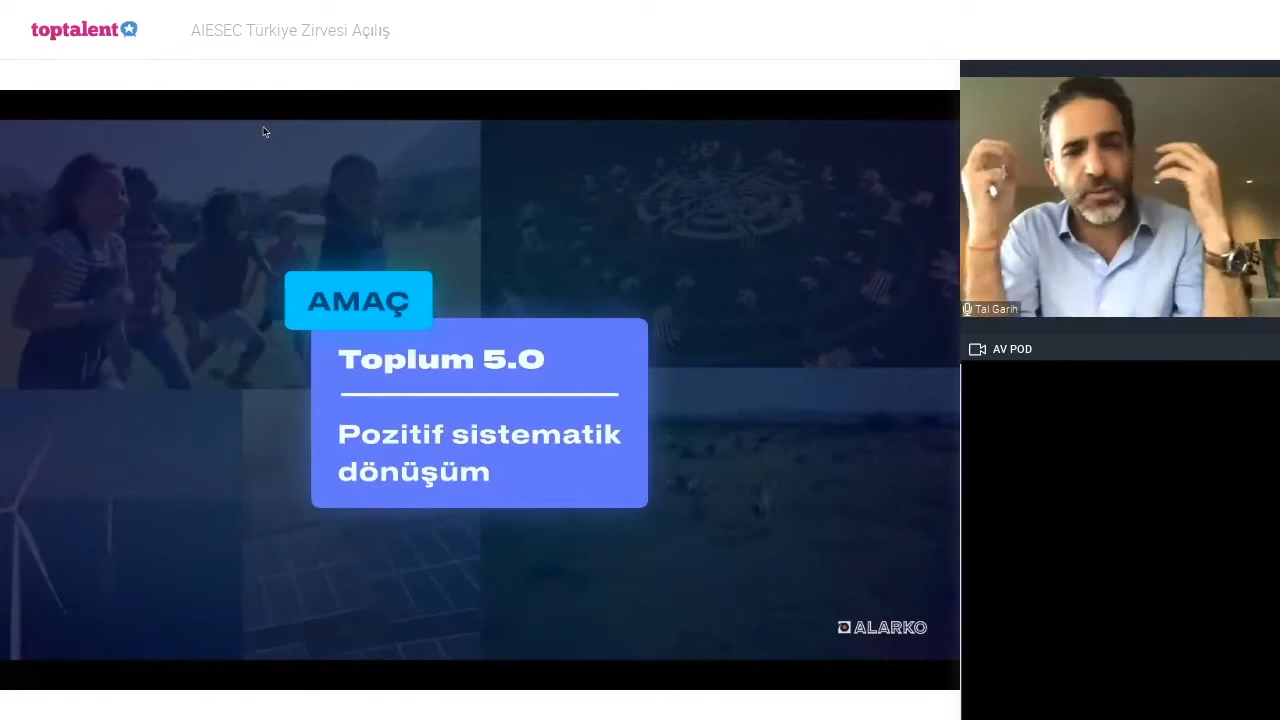 toptalent
AIESEC Türkiye Zirvesi Açılış
AMAÇ
Toplum 5.0
Pozitif sistematik
dönüşüm
ALARKO
Tal Garih
AV POD